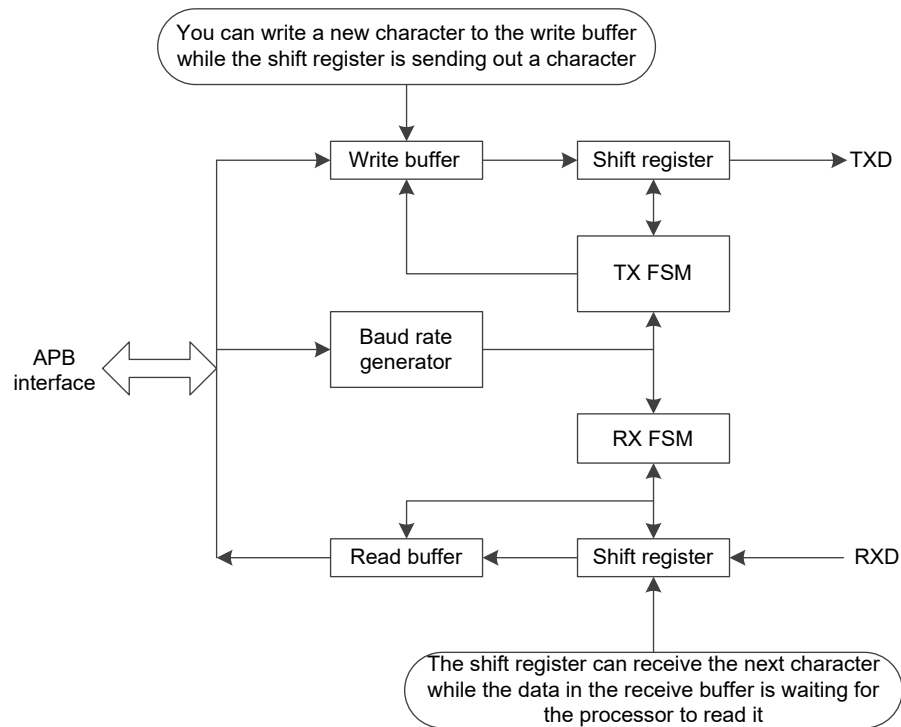 You can write a new character to the write buffer
while the shift register is sending out a character
Write buffer
Shift register
TXD
TX FSM
Baud rate
generator
APB
interface
RX FSM
Read buffer
Shift register
RXD
The shift register can receive the next character
while the data in the receive buffer is waiting for
the processor to read it